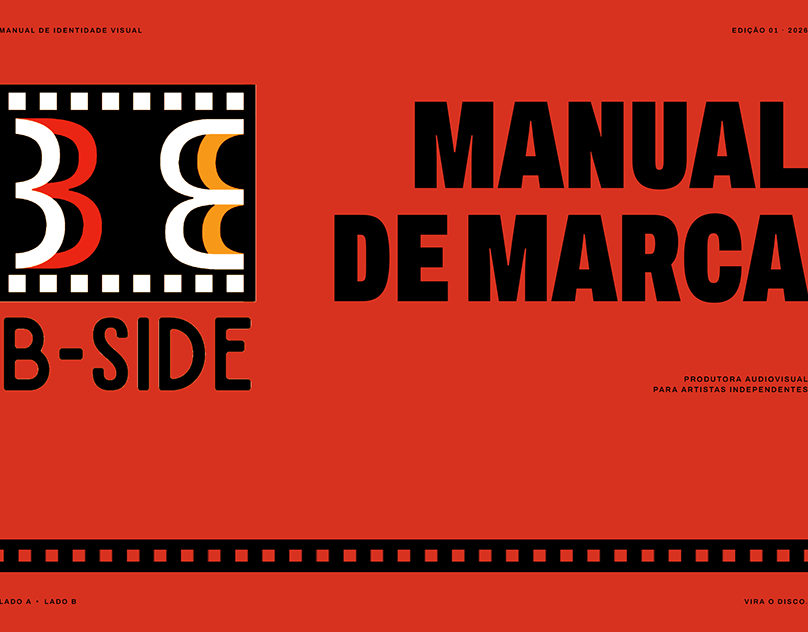 MANUAL DE IDENTIDADE VISUAL
EDIÇÃO 01 · 2026
B-SIDE
MANUAL
DE MARCA
PRODUTORA AUDIOVISUAL
PARA ARTISTAS INDEPENDENTES
LADO A • LADO B
VIRA O DISCO.